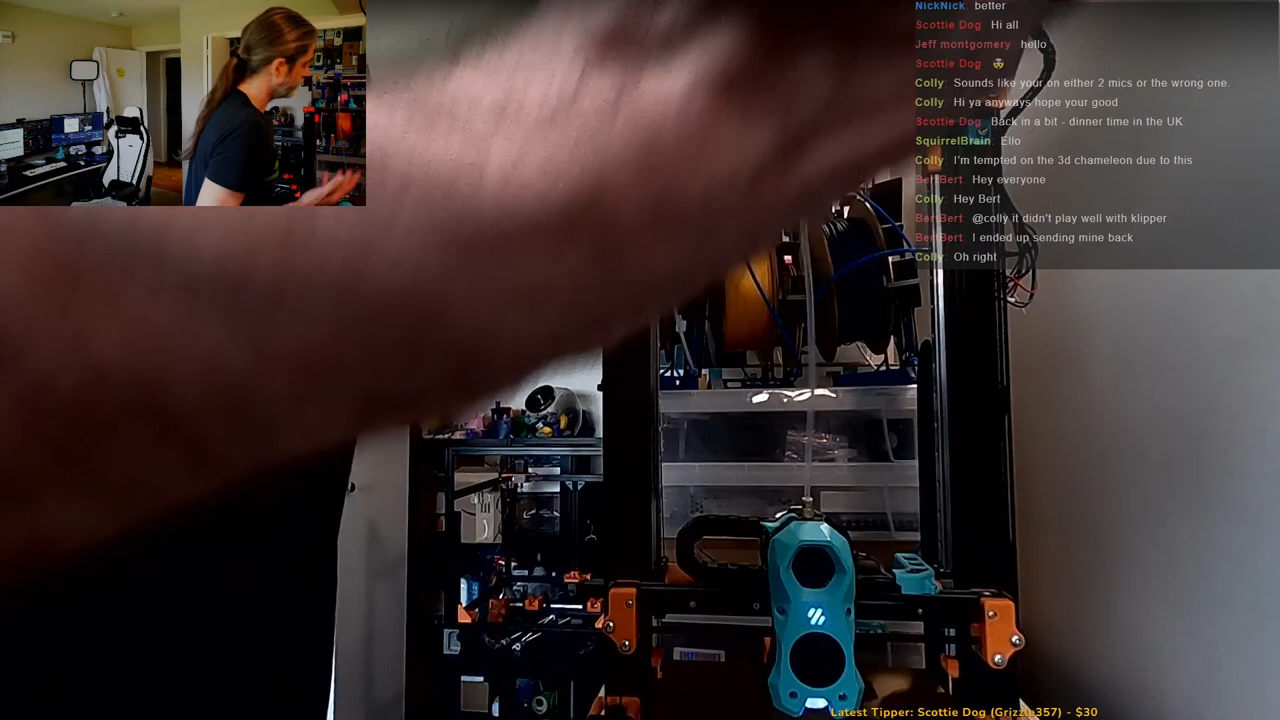 NickNick: better
Scottie Dog Hi all
Jeff montgomery hello
Scottie Dog 🤯
Colly: Sounds like your on either 2 mics or the wrong one.
Colly: Hi ya anyways hope your good
Scottie Dog Back in a bit - dinner time in the UK
SquirrelBrain: Ello
Colly: I'm tempted on the 3d chameleon due to this
BertBert: Hey everyone
Colly: Hey Bert
BertBert: @colly it didn't play well with klipper
BertBert: I ended up sending mine back
Colly: Oh right
Latest Tipper: Scottie Dog (Grizzle357) - $30